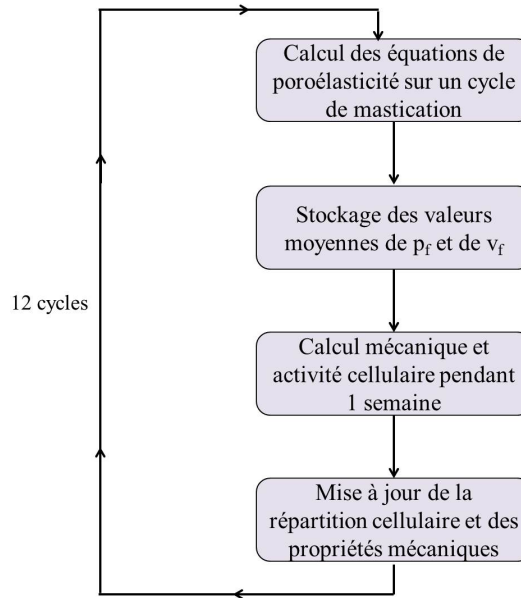 Calcul des équations de
poroélasticité sur un cycle
de mastication
Stockage des valeurs
moyennes de pf et de vf
12 cycles
Calcul mécanique et
activité cellulaire pendant
1 semaine
Mise à jour de la
répartition cellulaire et des
propriétés mécaniques